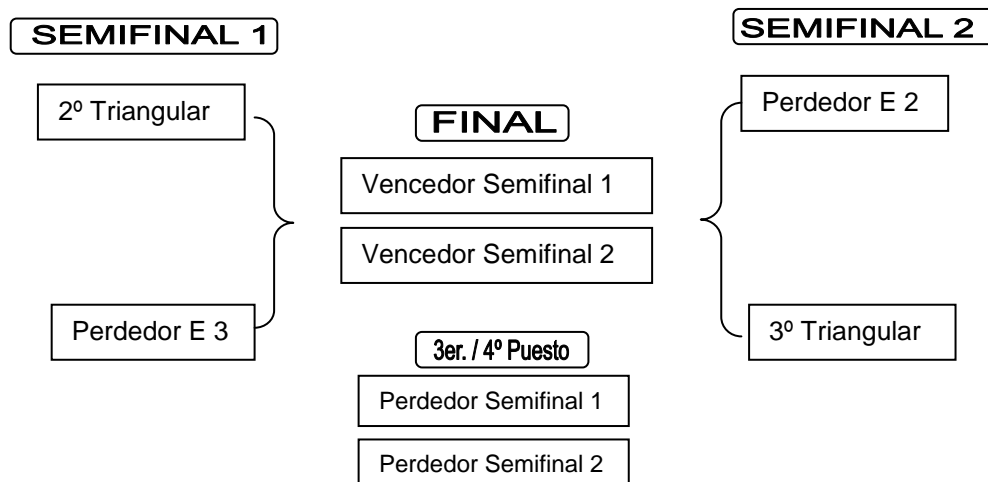 SEMIFINAL 1
SEMIFINAL 2
2º Triangular
Perdedor E 2
FINAL
Vencedor Semifinal 1
Vencedor Semifinal 2
Perdedor E 3
3º Triangular
3er. / 4º Puesto
Perdedor Semifinal 1
Perdedor Semifinal 2